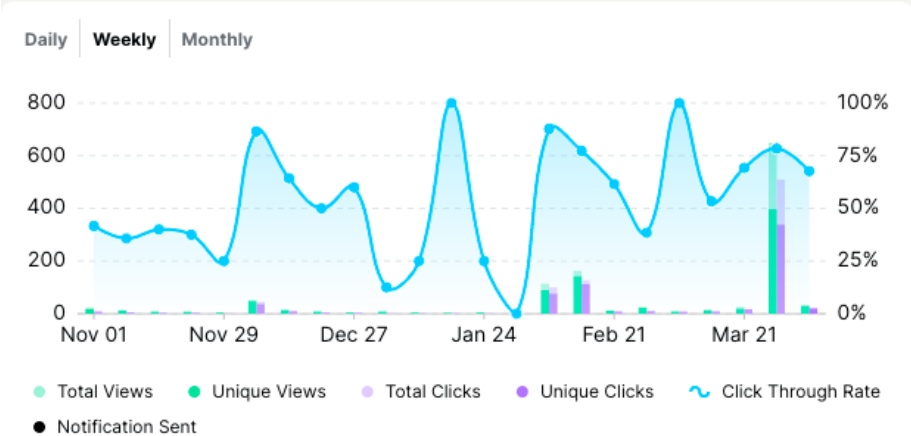 Daily Weekly Monthly
800 100%
600 75%
400 50%
200 25%
0 0%
Nov 01 Nov 29 Dec 27 Jan 24 Feb 21 Mar 21
Total Views Unique Views Total Clicks Unique Clicks Click Through Rate
Notification Sent